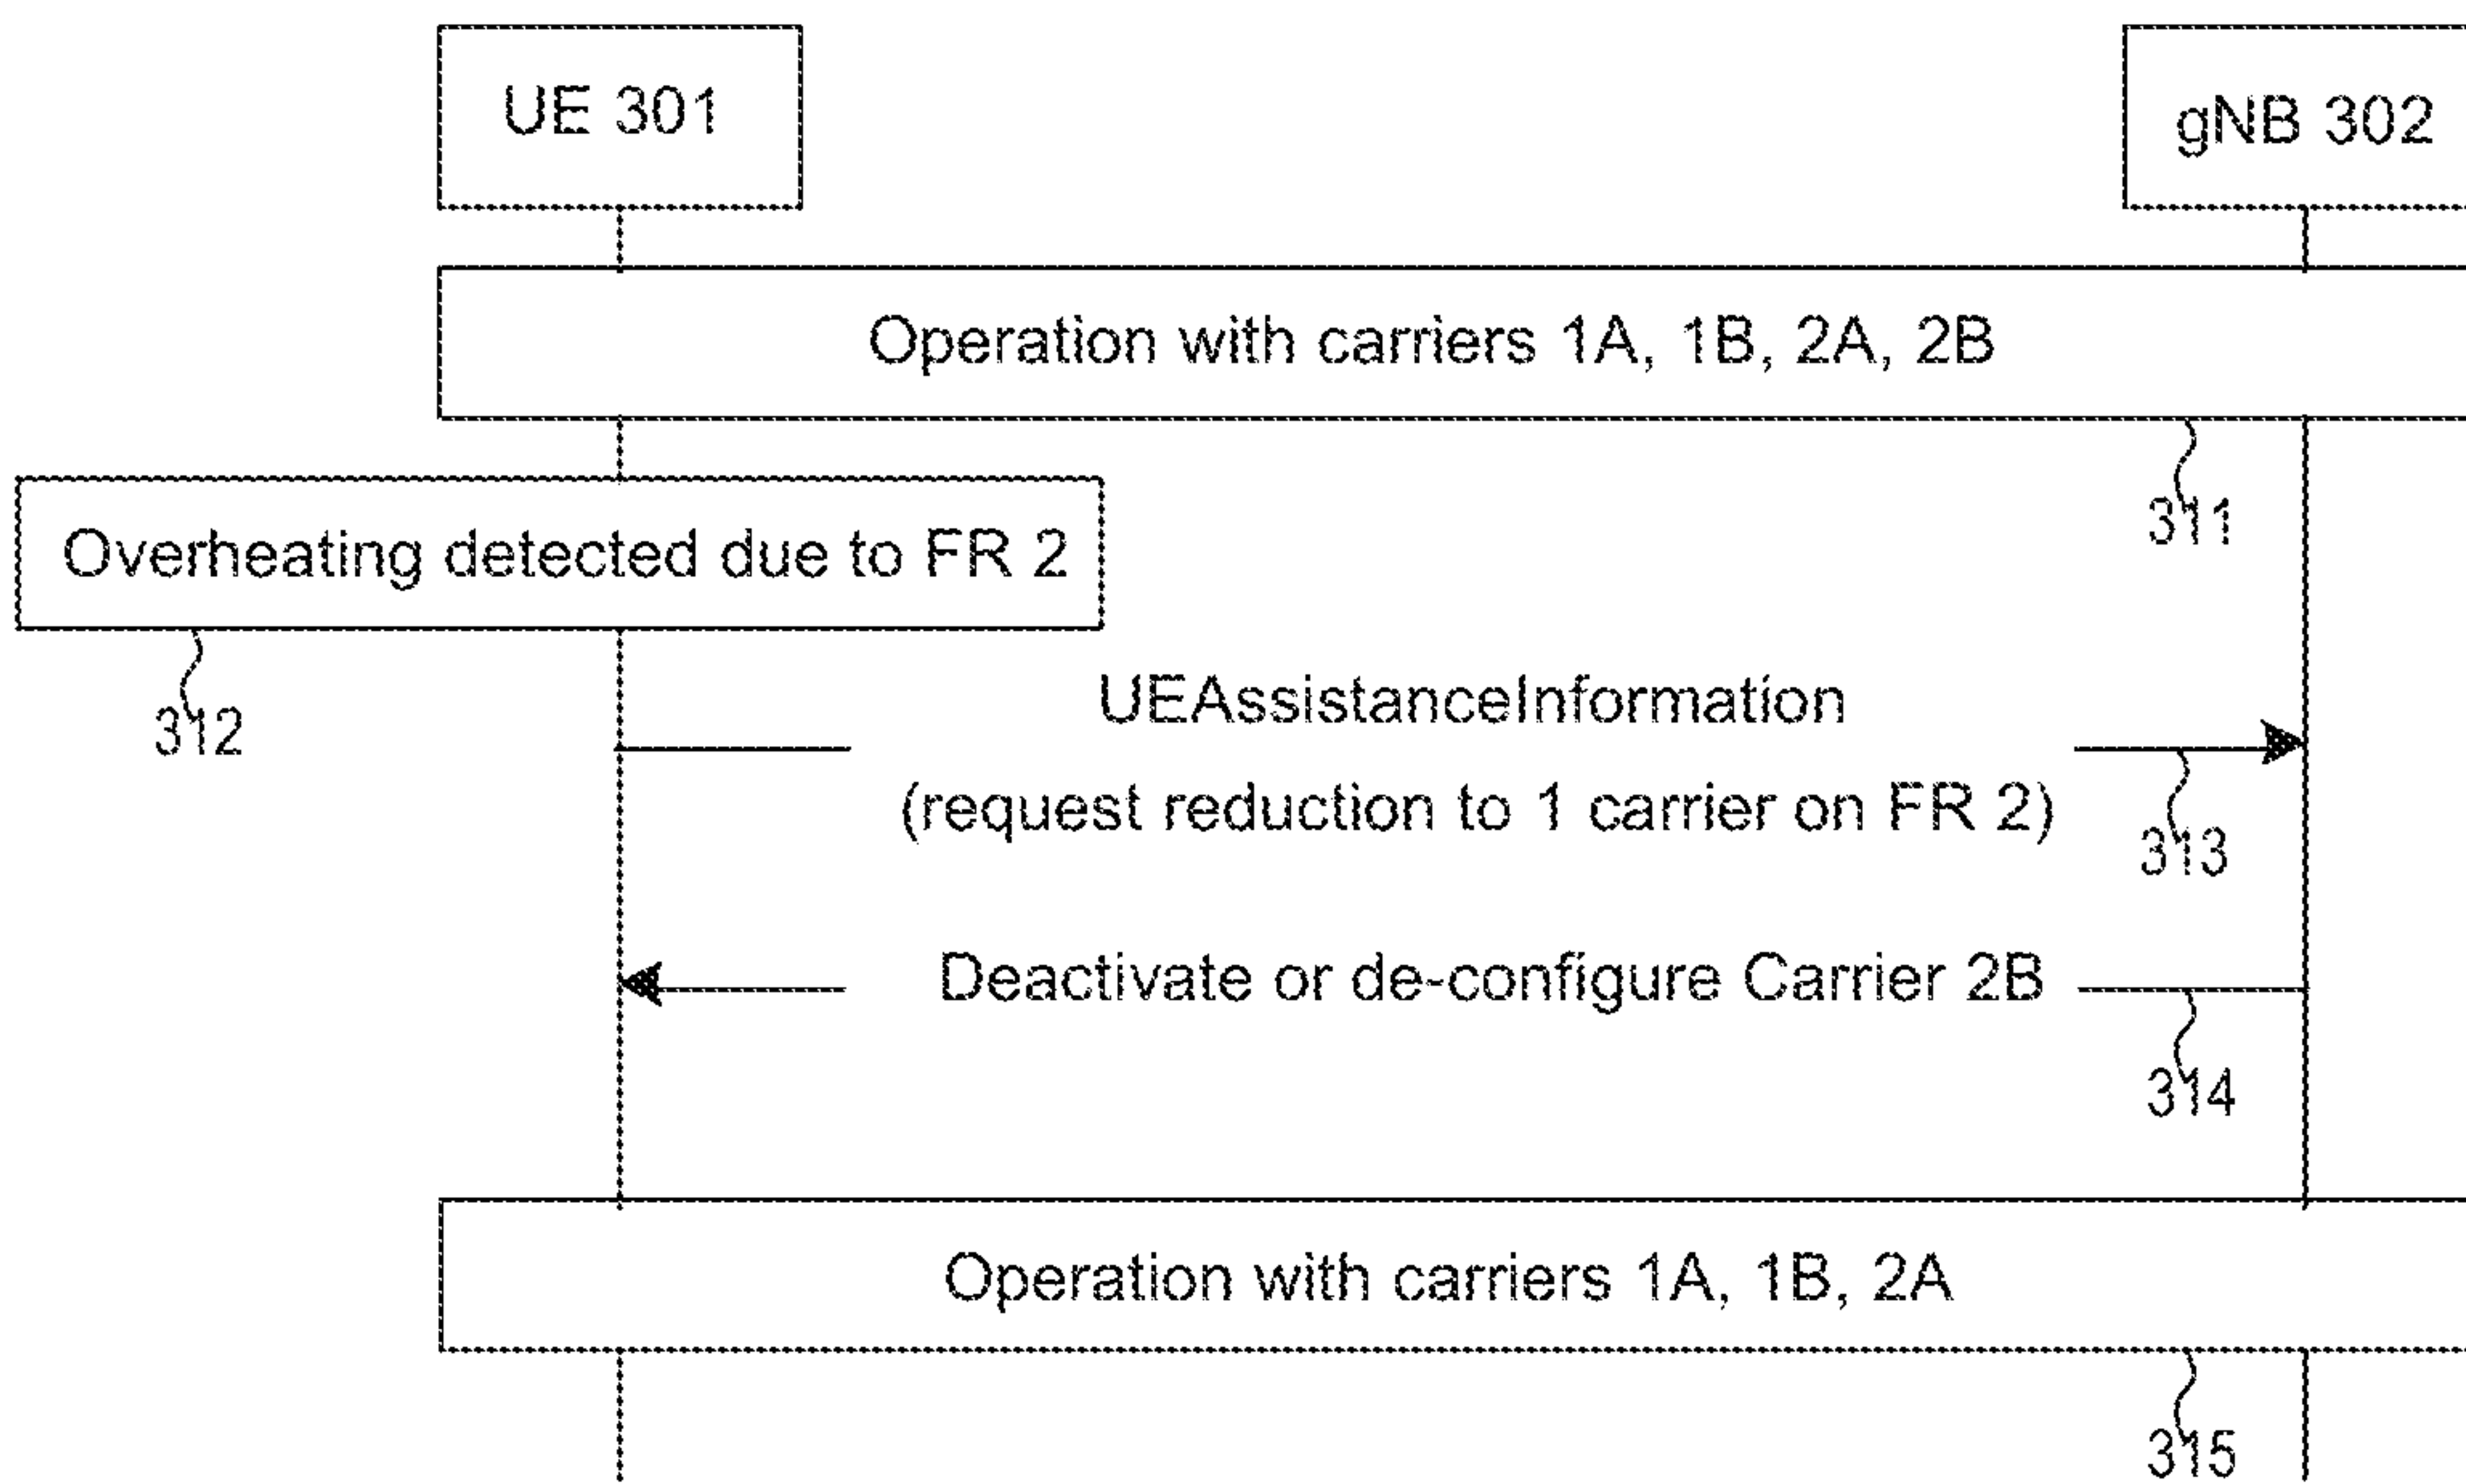 UE 301
gNB 302
Operation with carriers 1A, 1B, 2A, 2B
311
Overheating detected due to FR 2
312
UEAssistanceInformation
(request reduction to 1 carrier on FR 2)
313
Deactivate or de-configure Carrier 2B
314
Operation with carriers 1A, 1B, 2A
315